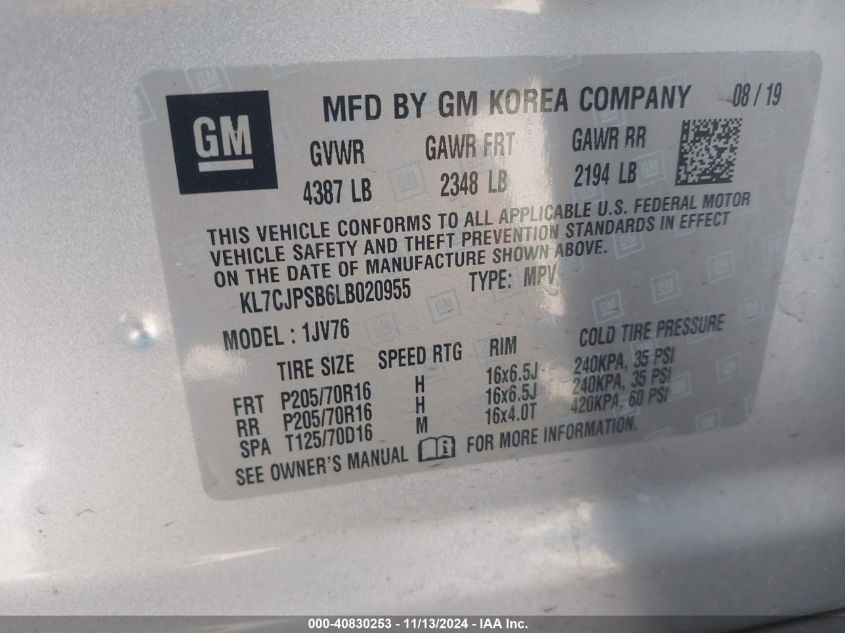 GM
MFD BY GM KOREA COMPANY 08/19
GVWR GAWR FRT GAWR RR
4387 LB 2348 LB 2194 LB
THIS VEHICLE CONFORMS TO ALL APPLICABLE U.S. FEDERAL MOTOR
VEHICLE SAFETY AND THEFT PREVENTION STANDARDS IN EFFECT
ON THE DATE OF MANUFACTURE SHOWN ABOVE.
KL7CJPSB6LB020955 TYPE: MPV
MODEL : 1JV76
TIRE SIZE SPEED RTG RIM COLD TIRE PRESSURE
FRT P205/70R16 H 16x6.5J 240KPA, 35 PSI
RR P205/70R16 H 16x6.5J 240KPA, 35 PSI
SPA T125/70D16 M 16x4.0T 420KPA, 60 PSI
SEE OWNER'S MANUAL FOR MORE INFORMATION.
000-40830253 - 11/13/2024 - IAA Inc.